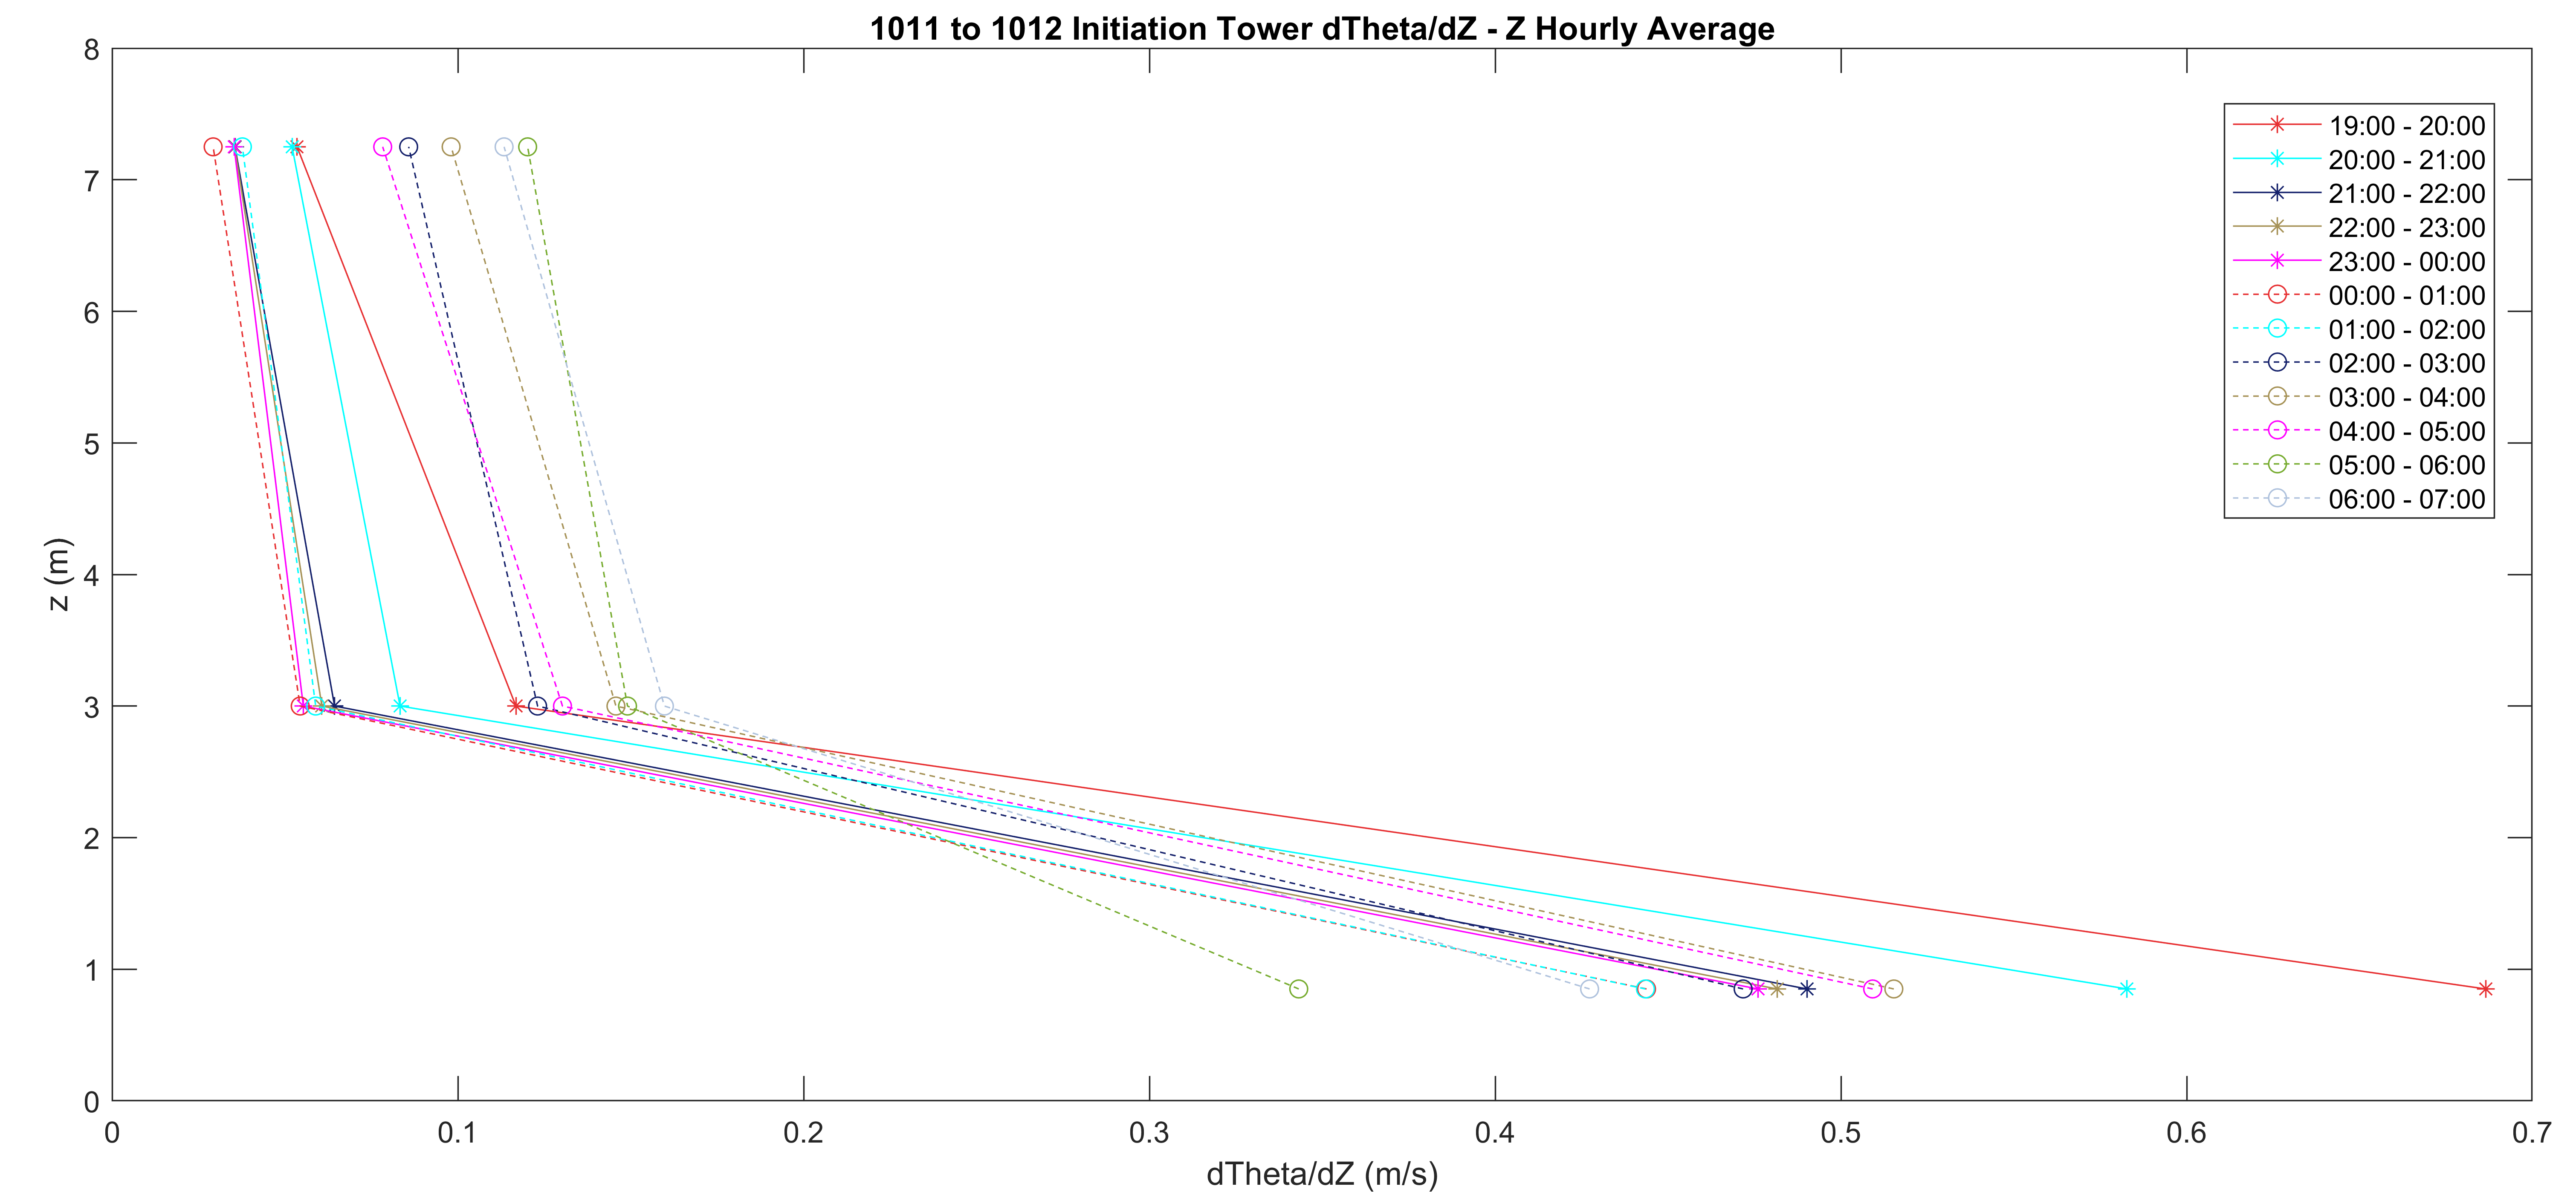 1011 to 1012 Initiation Tower dTheta/dZ - Z Hourly Average
8
7
6
5
4
3
2
1
0
z (m)
19:00 - 20:00
20:00 - 21:00
21:00 - 22:00
22:00 - 23:00
23:00 - 00:00
00:00 - 01:00
01:00 - 02:00
02:00 - 03:00
03:00 - 04:00
04:00 - 05:00
05:00 - 06:00
06:00 - 07:00
0 0.1 0.2 0.3 0.4 0.5 0.6 0.7
dTheta/dZ (m/s)